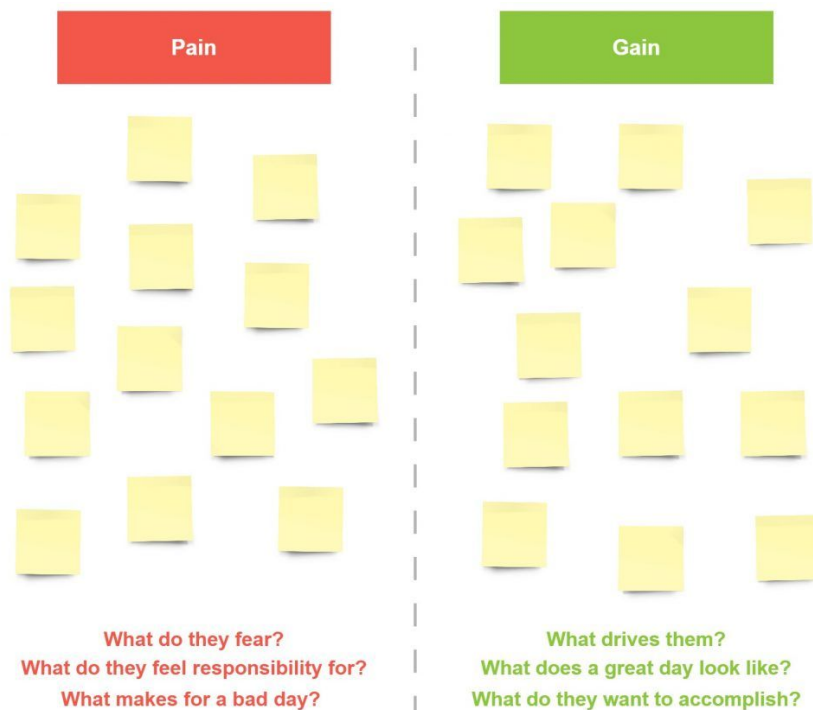 Pain
Gain
What do they fear?
What do they feel responsibility for?
What makes for a bad day?
What drives them?
What does a great day look like?
What do they want to accomplish?